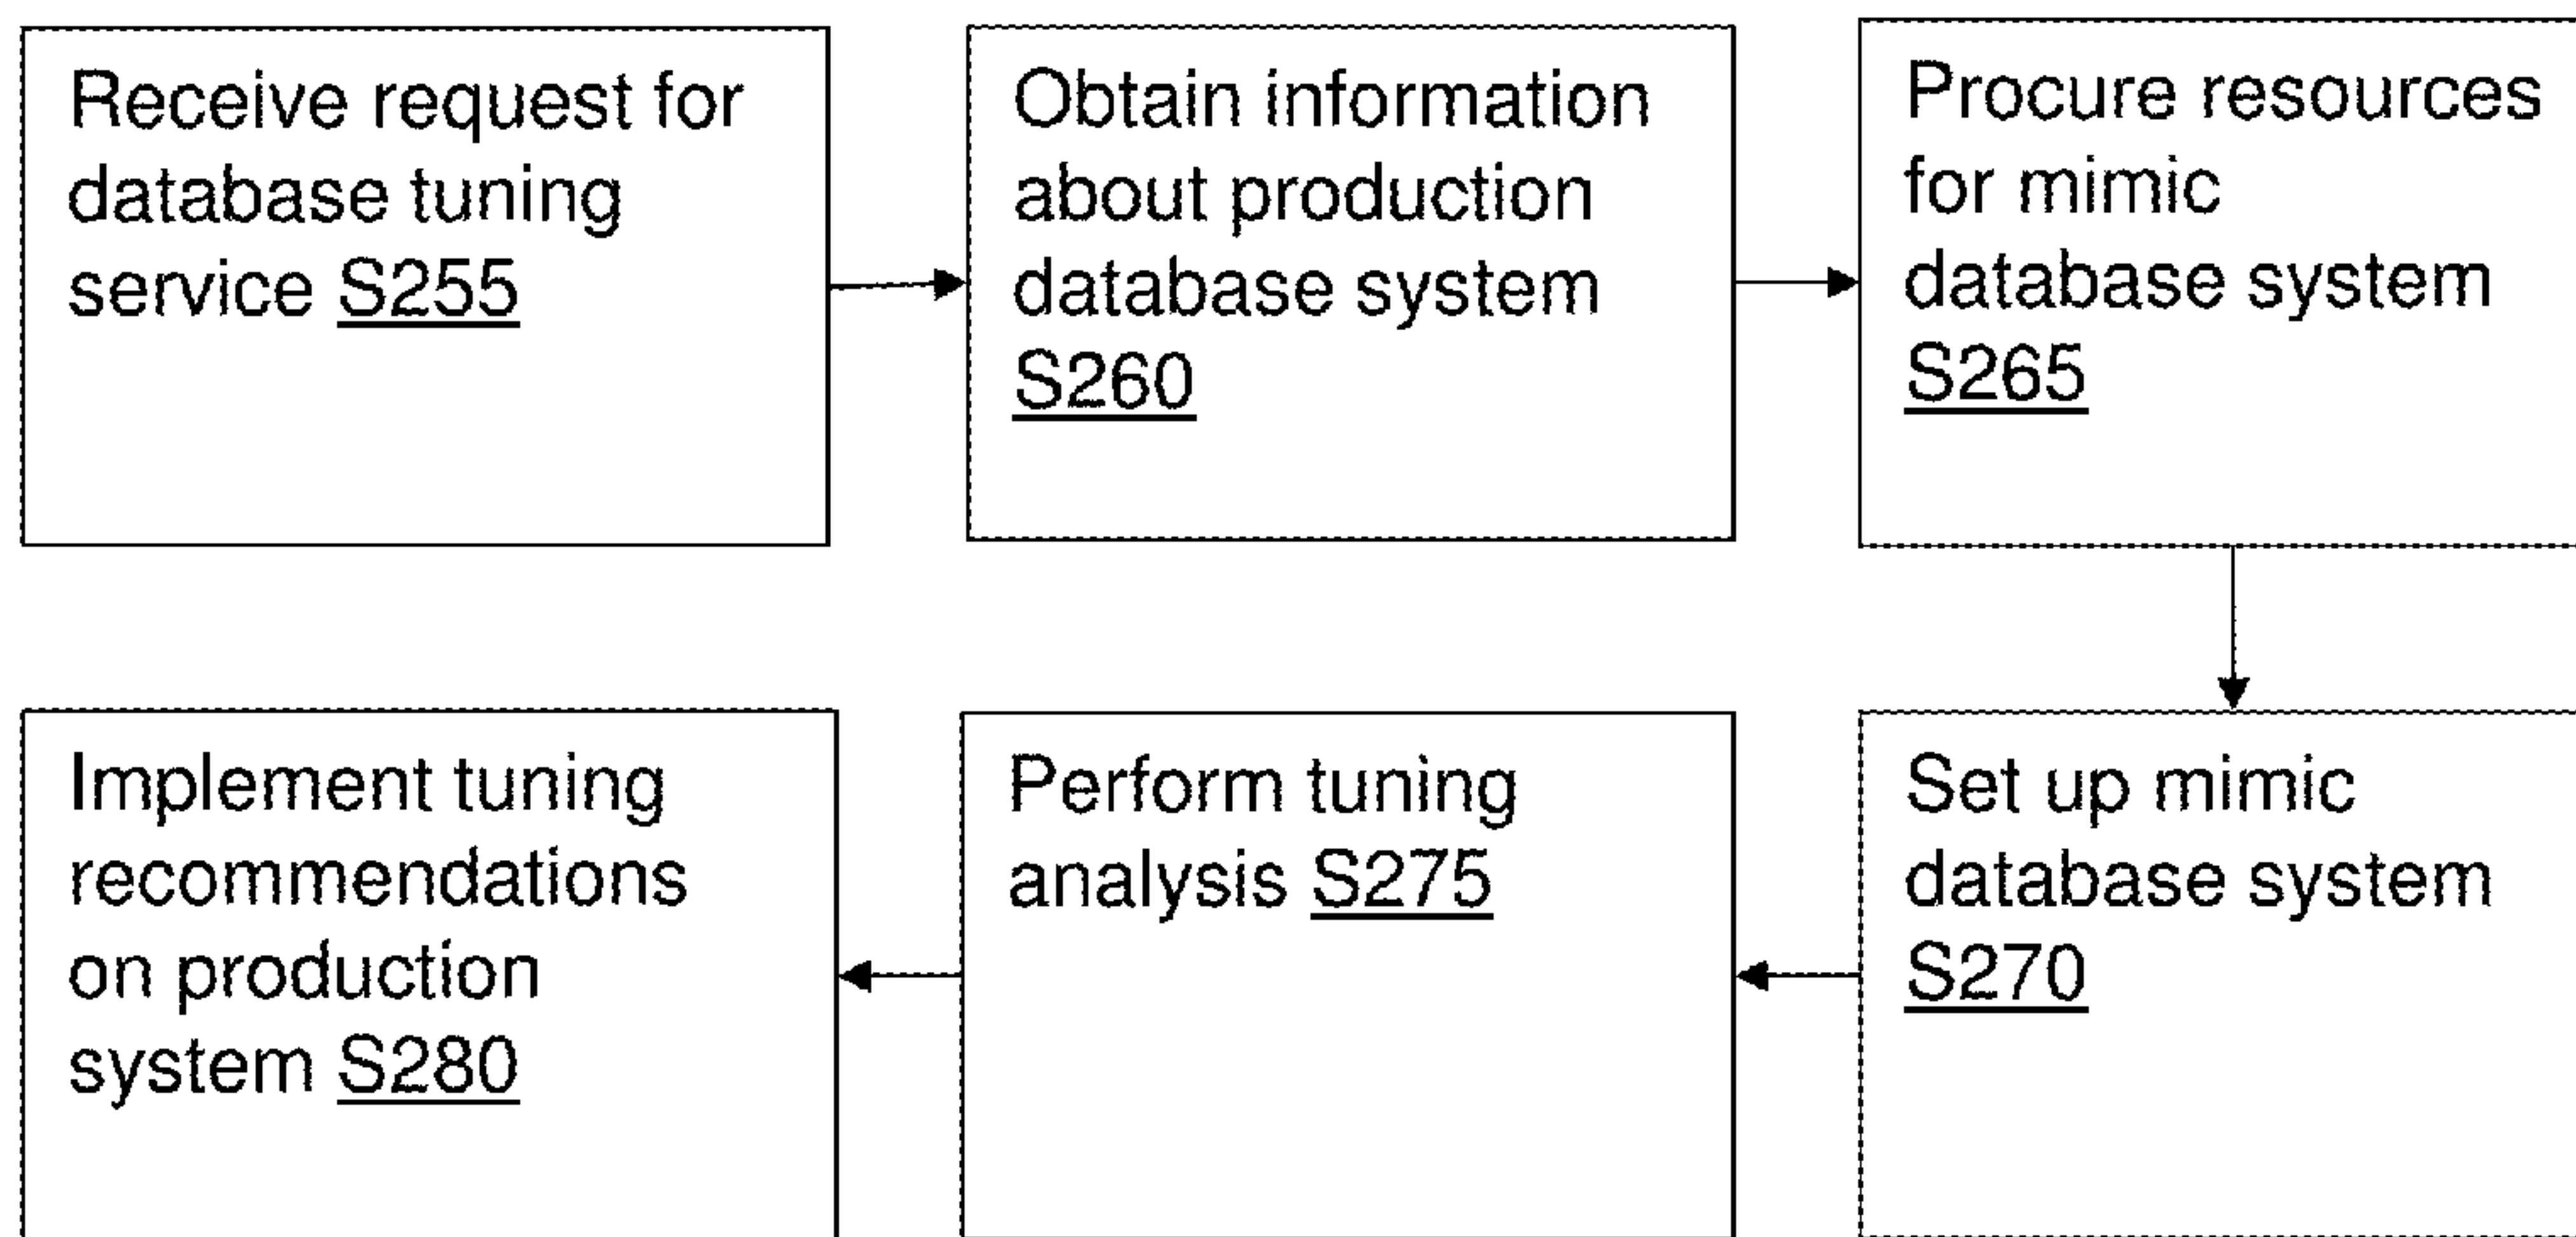 Receive request for
database tuning
service S255
Obtain information
about production
database system
S260
Procure resources
for mimic
database system
S265
Set up mimic
database system
S270
Perform tuning
analysis S275
Implement tuning
recommendations
on production
system S280